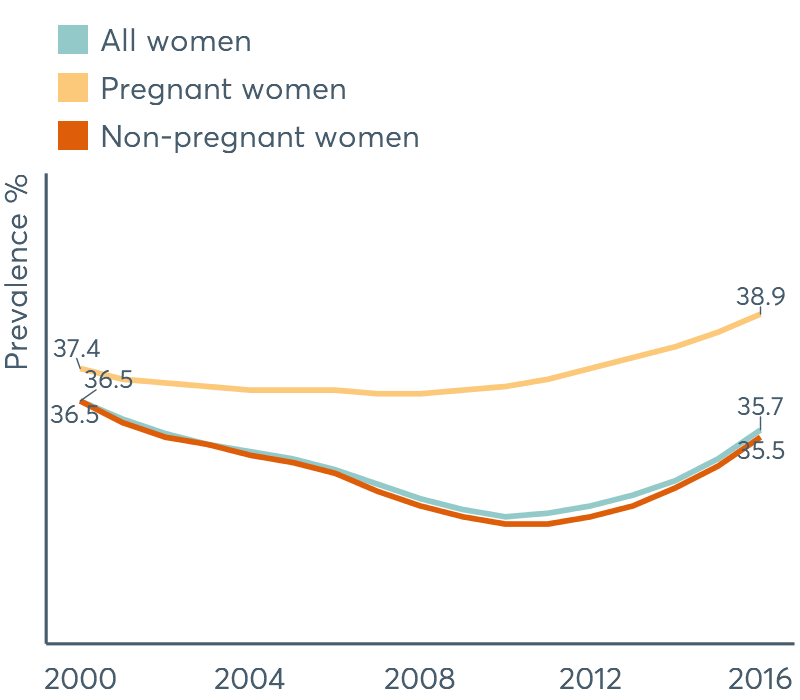 All women
Pregnant women
Non-pregnant women
Prevalence %
38.9
37.4
36.5
35.7
36.5
35.5
2000 2004 2008 2012 2016